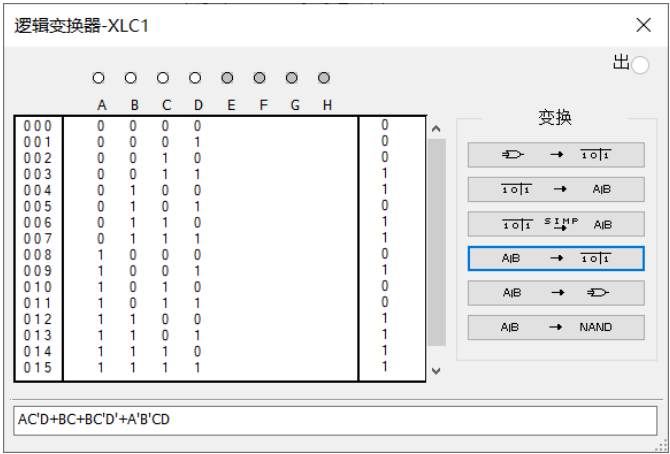 逻辑变换器-XLC1
出
A B C D E F G H
变换
000 0 0 0 0 0
001 0 0 0 1 0
002 0 0 1 0 0
003 0 0 1 1 1
004 0 1 0 0 1
005 0 1 0 1 0
006 0 1 1 0 1
007 0 1 1 1 1
008 1 0 0 0 0
009 1 0 0 1 1
010 1 0 1 0 0
011 1 0 1 1 0
012 1 1 0 0 1
013 1 1 0 1 1
014 1 1 1 0 1
015 1 1 1 1 1
→ 1 0 1
1 0 1 → A|B
1 0 1 SIMP → A|B
A|B → 1 0 1
A|B →
A|B → NAND
AC'D+BC+BC'D'+A'B'CD